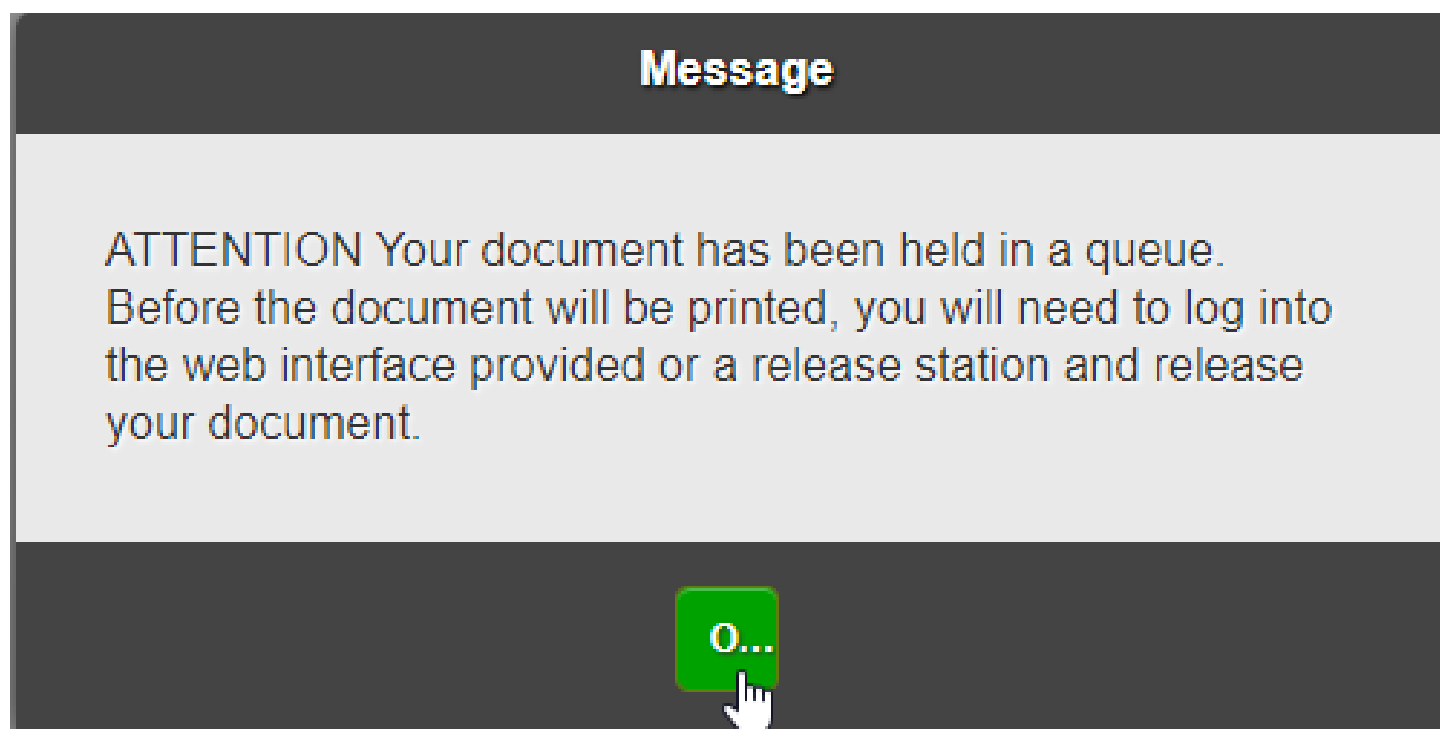 Message
ATTENTION Your document has been held in a queue.
Before the document will be printed, you will need to log into
the web interface provided or a release station and release
your document.
O...